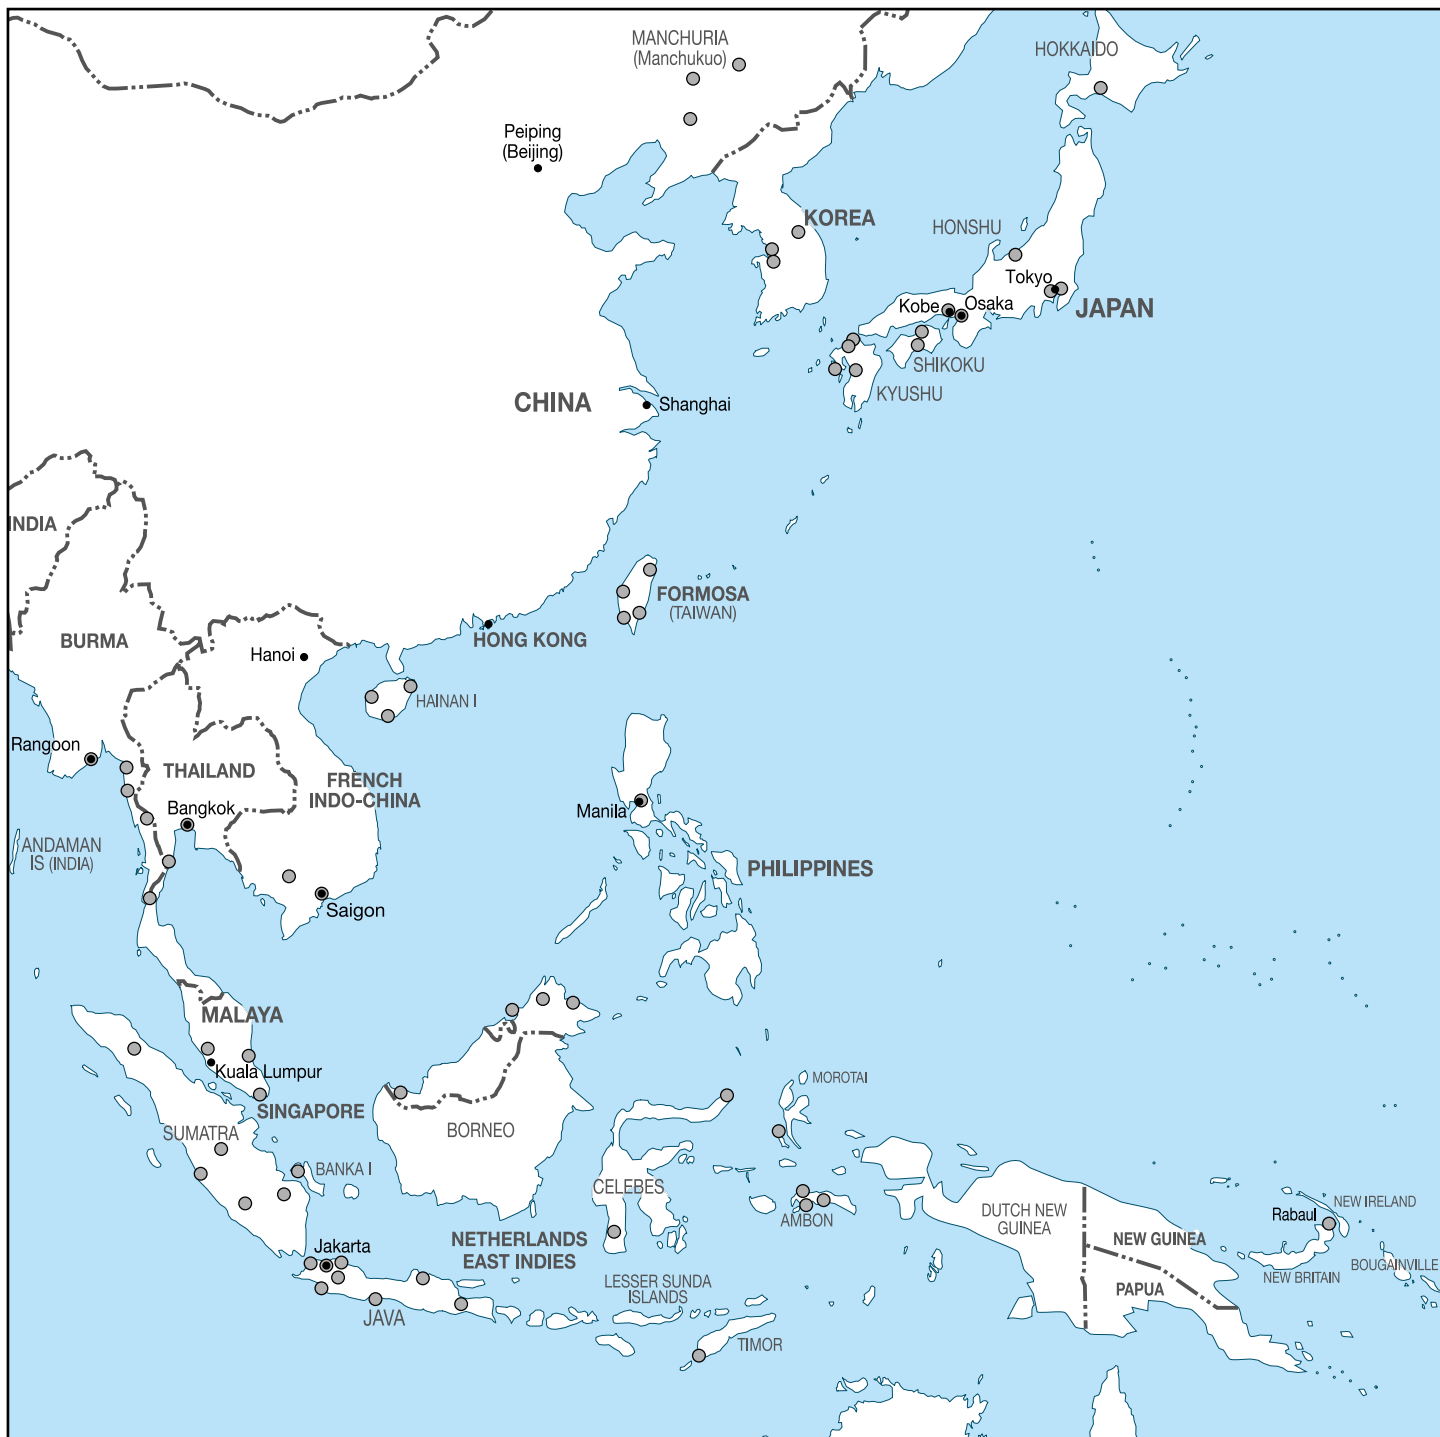 MANCHURIA
(Manchukuo)
HOKKAIDO
Peiping
(Beijing)
KOREA
HONSHU
Tokyo
Kobe
Osaka
JAPAN
SHIKOKU
KYUSHU
CHINA
Shanghai
INDIA
FORMOSA
(TAIWAN)
BURMA
HONG KONG
Hanoi
HAINAN I
Rangoon
THAILAND
FRENCH
INDO-CHINA
Bangkok
Manila
ANDAMAN
IS (INDIA)
PHILIPPINES
Saigon
MALAYA
Kuala Lumpur
MOROTAI
SINGAPORE
SUMATRA
BORNEO
BANKA I
CELEBES
AMBON
DUTCH NEW
GUINEA
NEW IRELAND
Rabaul
NETHERLANDS
EAST INDIES
NEW GUINEA
Jakarta
BOUGAINVILLE
NEW BRITAIN
LESSER SUNDA
ISLANDS
PAPUA
JAVA
TIMOR